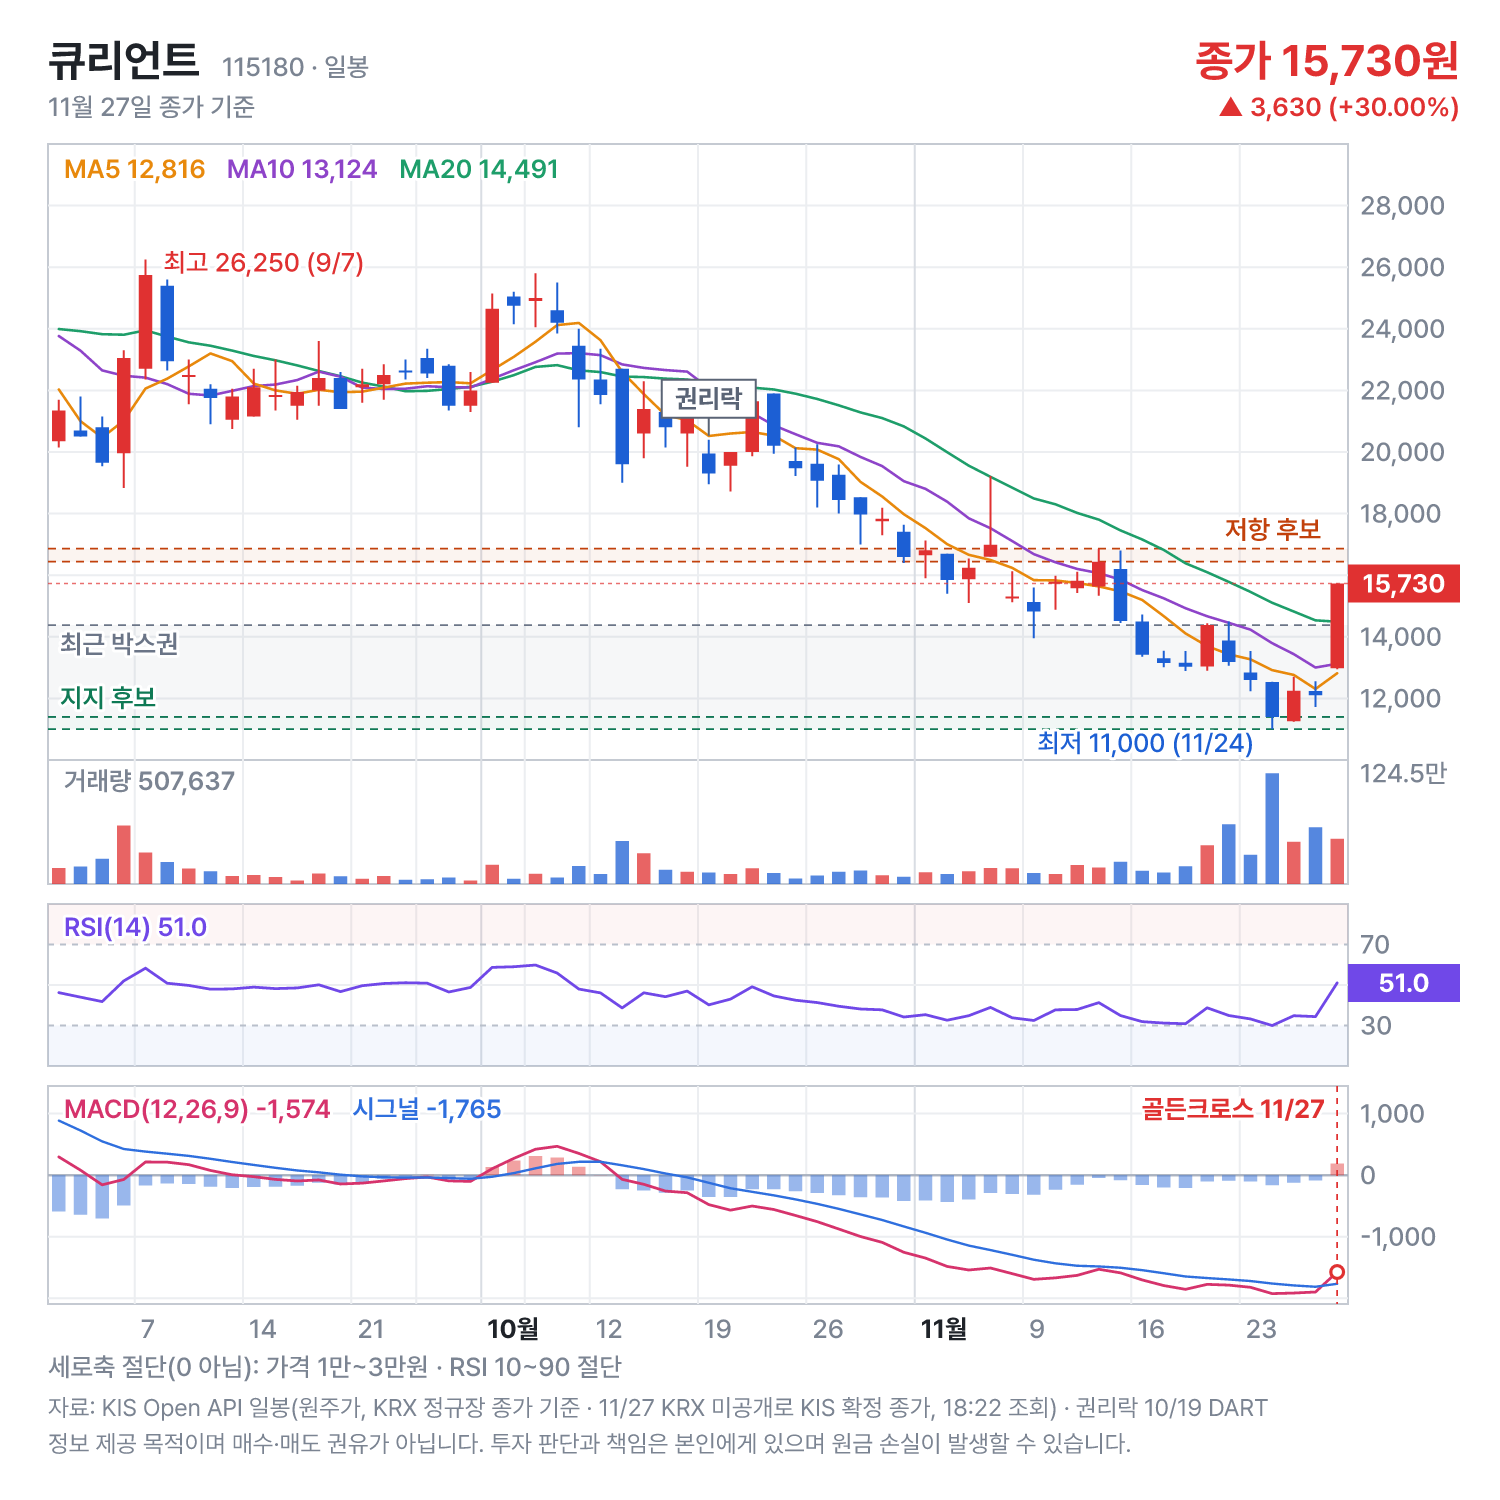 큐리언트 115180 · 일봉
종가 15,730원
11월 27일 종가 기준
▲ 3,630 (+30.00%)
MA5 12,816 MA10 13,124 MA20 14,491
28,000
최고 26,250 (9/7)
26,000
24,000
22,000
권리락
20,000
18,000
저항 후보
15,730
최근 박스권
14,000
지지 후보
12,000
최저 11,000 (11/24)
거래량 507,637
124.5만
RSI(14) 51.0
70
51.0
30
MACD(12,26,9) -1,574 시그널 -1,765
골든크로스 11/27
1,000
0
-1,000
7 14 21 10월 12 19 26 11월 9 16 23
세로축 절단(0 아님): 가격 1만~3만원 · RSI 10~90 절단
자료: KIS Open API 일봉(원주가, KRX 정규장 종가 기준 · 11/27 KRX 미공개로 KIS 확정 종가, 18:22 조회) · 권리락 10/19 DART
정보 제공 목적이며 매수·매도 권유가 아닙니다. 투자 판단과 책임은 본인에게 있으며 원금 손실이 발생할 수 있습니다.